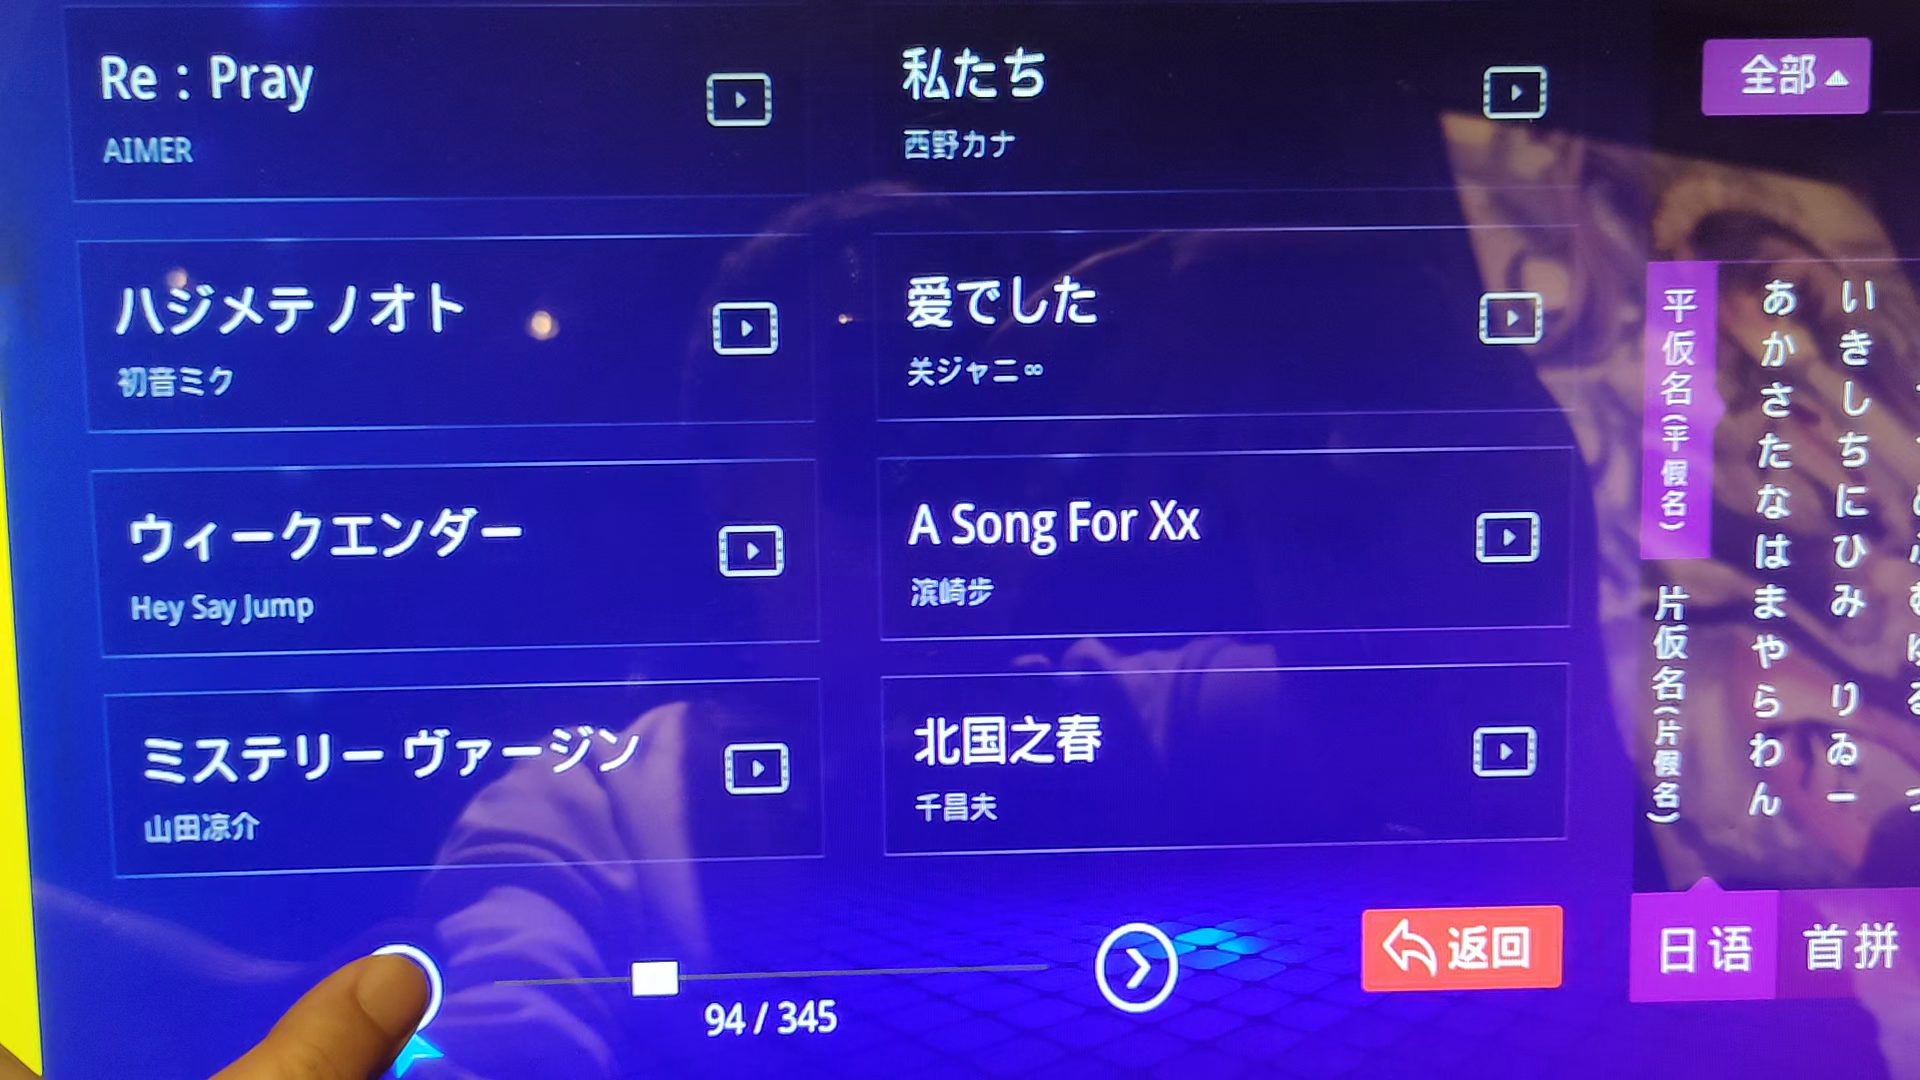 Re : Pray
AIMER
私たち
西野カナ
ハジメテノオト
初音ミク
愛でした
关ジャニ∞
ウィークエンダー
Hey Say Jump
A Song For Xx
滨崎步
ミステリー ヴァージン
山田凉介
北国之春
千昌夫
94 / 345
返回
全部
平仮名(平假名)
片仮名(片假名)
あかさたなはまやらわん
いきしちにひみ りゐー
日语
首拼